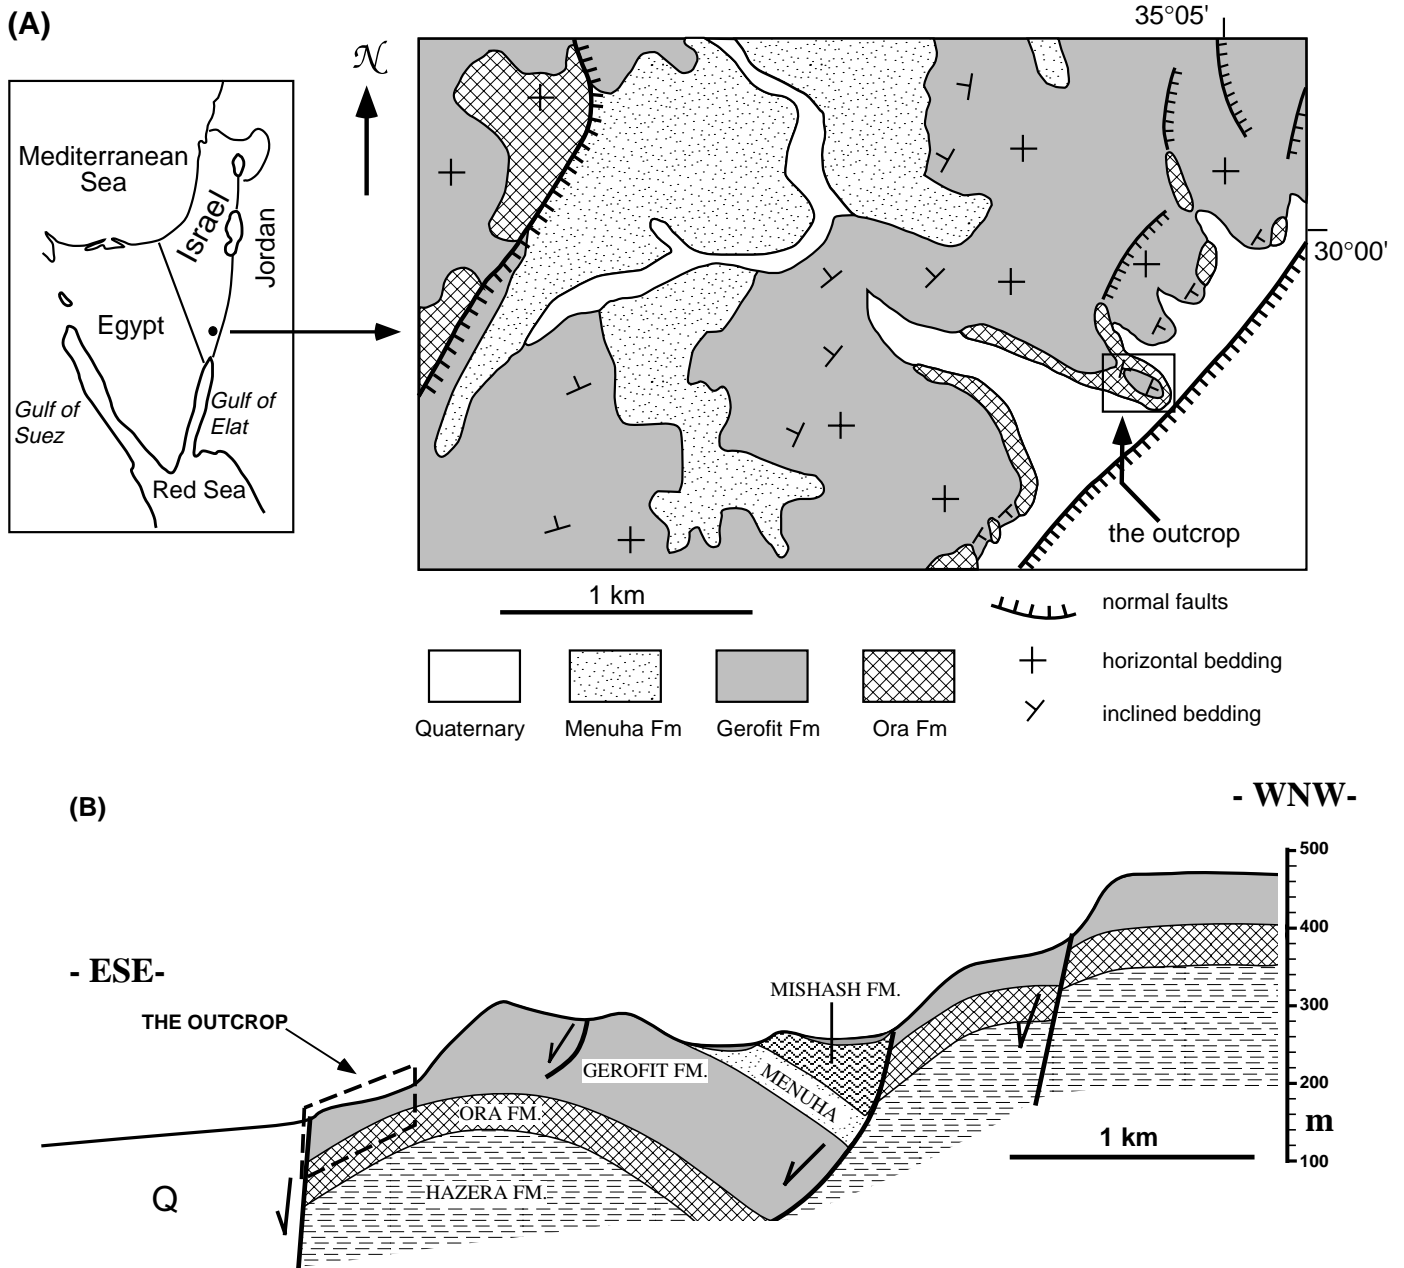 (A)
35°05'
N
Mediterranean
Sea
Israel
Jordan
30°00'
Egypt
Gulf of
Suez
Gulf of
Elat
Red Sea
the outcrop
1 km
normal faults
horizontal bedding
inclined bedding
Quaternary
Menuha Fm
Gerofit Fm
Ora Fm
(B)
- WNW-
500
400
- ESE-
MISHASH FM.
300
THE OUTCROP
GEROFIT FM.
MENUHA
200
ORA FM.
m
1 km
100
HAZERA FM.
Q